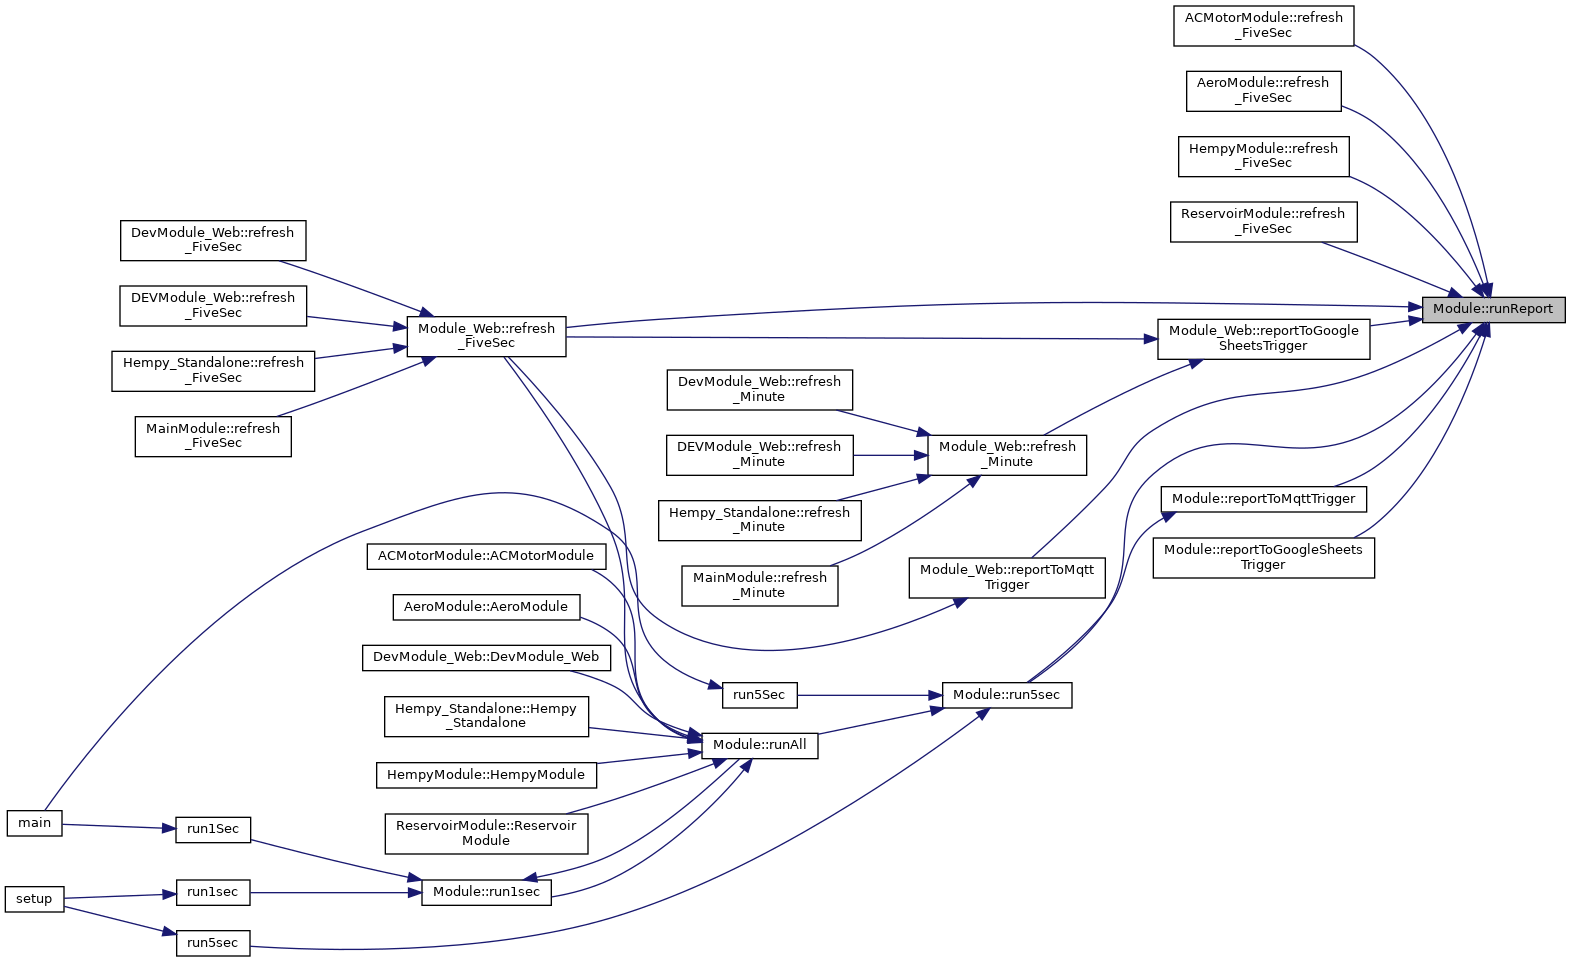 ACMotorModule::refresh
_FiveSec
AeroModule::refresh
_FiveSec
HempyModule::refresh
_FiveSec
ReservoirModule::refresh
_FiveSec
DevModule_Web::refresh
_FiveSec
DEVModule_Web::refresh
_FiveSec
Hempy_Standalone::refresh
_FiveSec
MainModule::refresh
_FiveSec
Module_Web::refresh
_FiveSec
Module::runReport
Module_Web::reportToGoogle
SheetsTrigger
DevModule_Web::refresh
_Minute
DEVModule_Web::refresh
_Minute
Hempy_Standalone::refresh
_Minute
MainModule::refresh
_Minute
Module_Web::refresh
_Minute
Module::reportToMqttTrigger
Module::reportToGoogleSheets
Trigger
Module_Web::reportToMqtt
Trigger
ACMotorModule::ACMotorModule
AeroModule::AeroModule
DevModule_Web::DevModule_Web
Hempy_Standalone::Hempy
_Standalone
HempyModule::HempyModule
ReservoirModule::Reservoir
Module
run5Sec
Module::run5sec
Module::runAll
main
run1Sec
Module::run1sec
setup
run1sec
run5sec